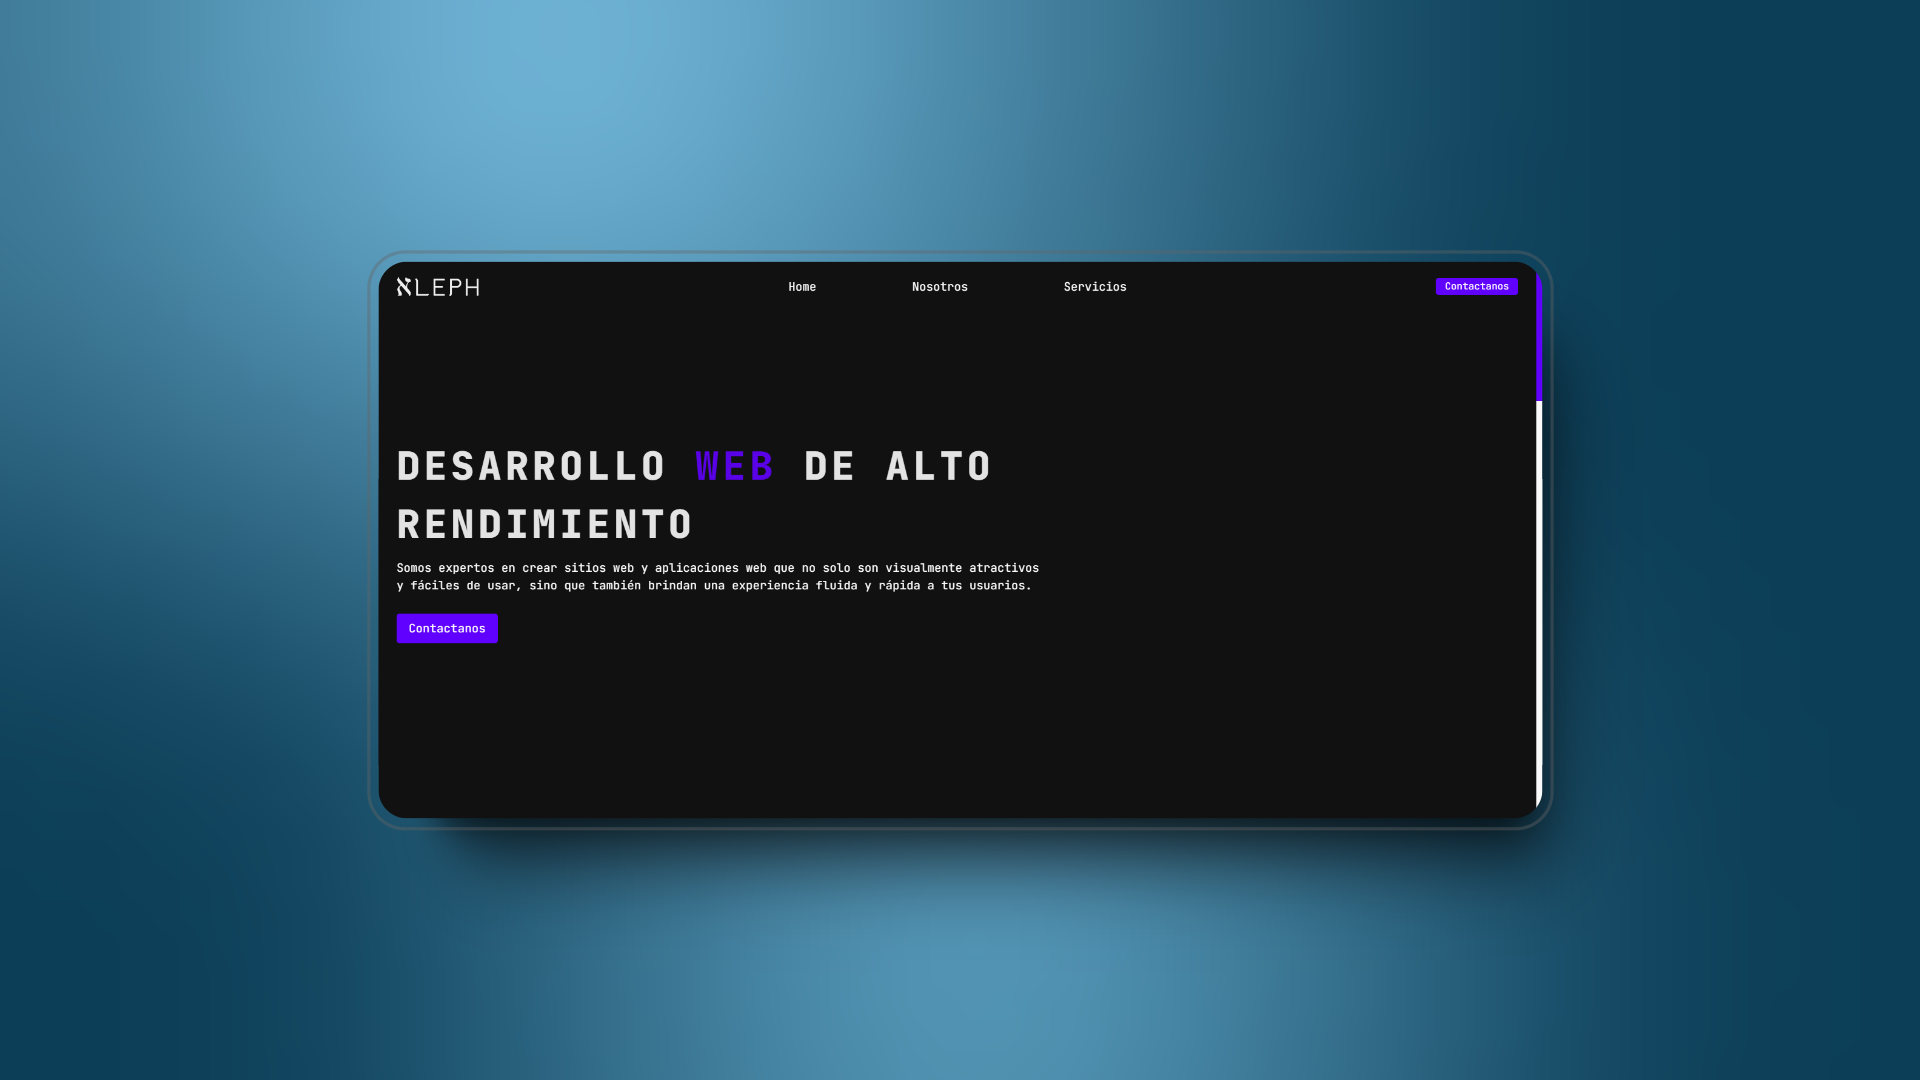 ℵLEPH
Home
Nosotros
Servicios
Contactanos
DESARROLLO WEB DE ALTO
RENDIMIENTO
Somos expertos en crear sitios web y aplicaciones web que no solo son visualmente atractivos
y fáciles de usar, sino que también brindan una experiencia fluida y rápida a tus usuarios.
Contactanos